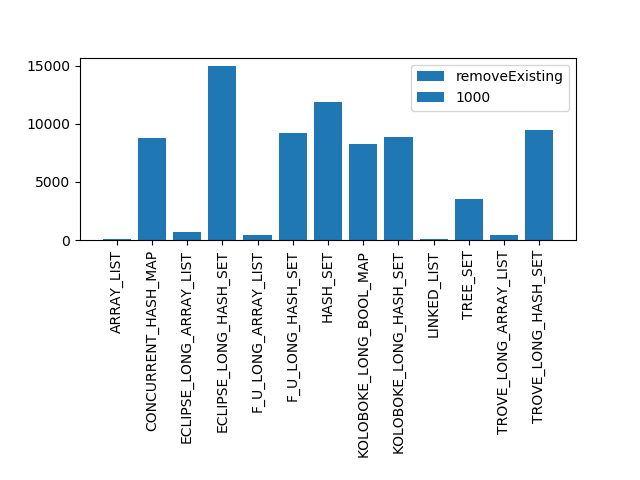 15000
10000
5000
0
removeExisting
1000
ARRAY_LIST
CONCURRENT_HASH_MAP
ECLIPSE_LONG_ARRAY_LIST
ECLIPSE_LONG_HASH_SET
F_U_LONG_ARRAY_LIST
F_U_LONG_HASH_SET
HASH_SET
KOLOBOKE_LONG_BOOL_MAP
KOLOBOKE_LONG_HASH_SET
LINKED_LIST
TREE_SET
TROVE_LONG_ARRAY_LIST
TROVE_LONG_HASH_SET